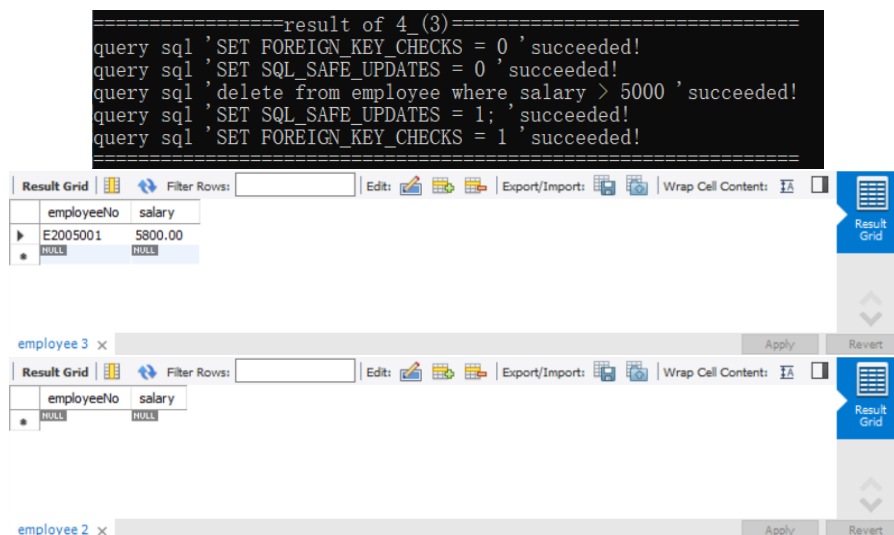 =================result of 4_(3)===============================
query sql 'SET FOREIGN_KEY_CHECKS = 0 'succeeded!
query sql 'SET SQL_SAFE_UPDATES = 0 'succeeded!
query sql 'delete from employee where salary > 5000 'succeeded!
query sql 'SET SQL_SAFE_UPDATES = 1; 'succeeded!
query sql 'SET FOREIGN_KEY_CHECKS = 1 'succeeded!
===============================================================
Result Grid Filter Rows: Edit: Export/Import: Wrap Cell Content: IA
employeeNo salary
E2005001 5800.00
NULL NULL
Result
Grid
employee 3 × Apply Revert
Result Grid Filter Rows: Edit: Export/Import: Wrap Cell Content: IA
employeeNo salary
NULL NULL
Result
Grid
employee 2 × Apply Revert